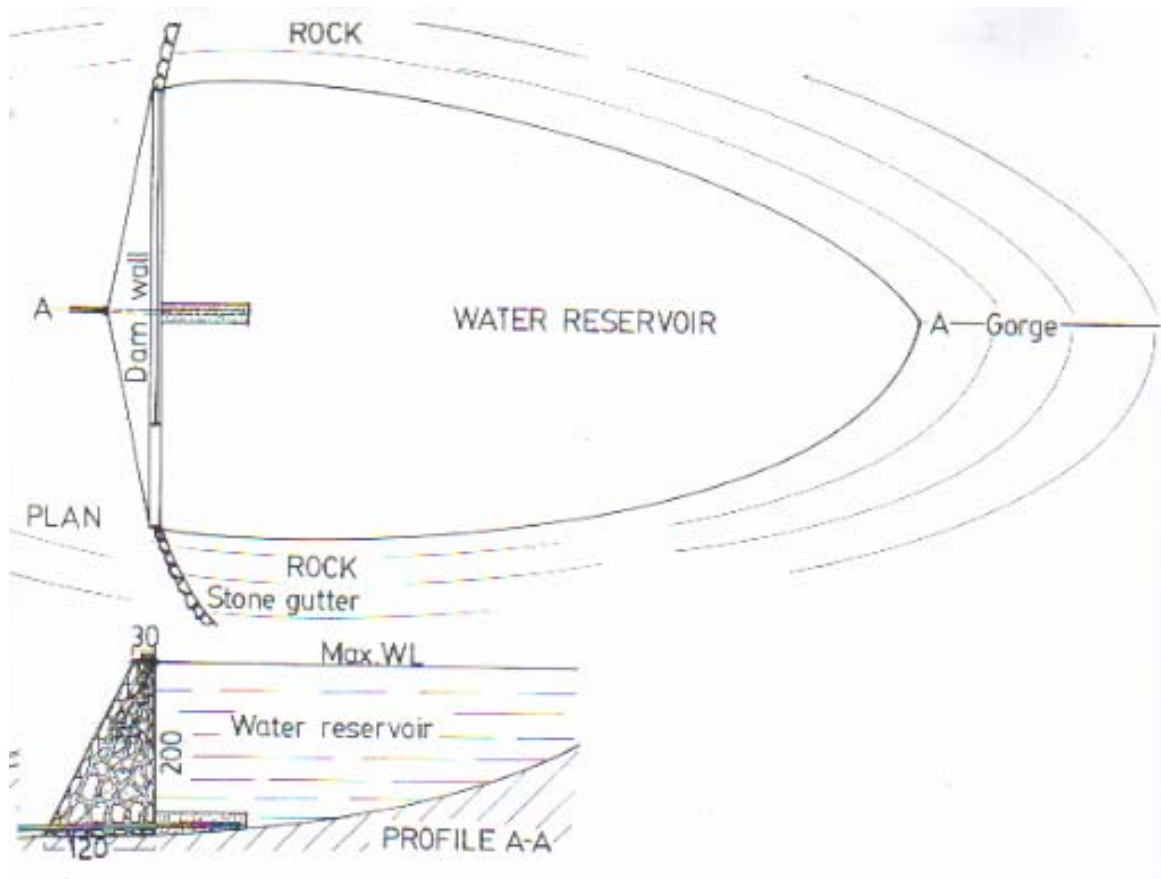 ROCK
Dam wall
A
WATER RESERVOIR
A
Gorge
PLAN
ROCK
Stone gutter
30
Max.WL
Water reservoir
200
120
PROFILE A-A